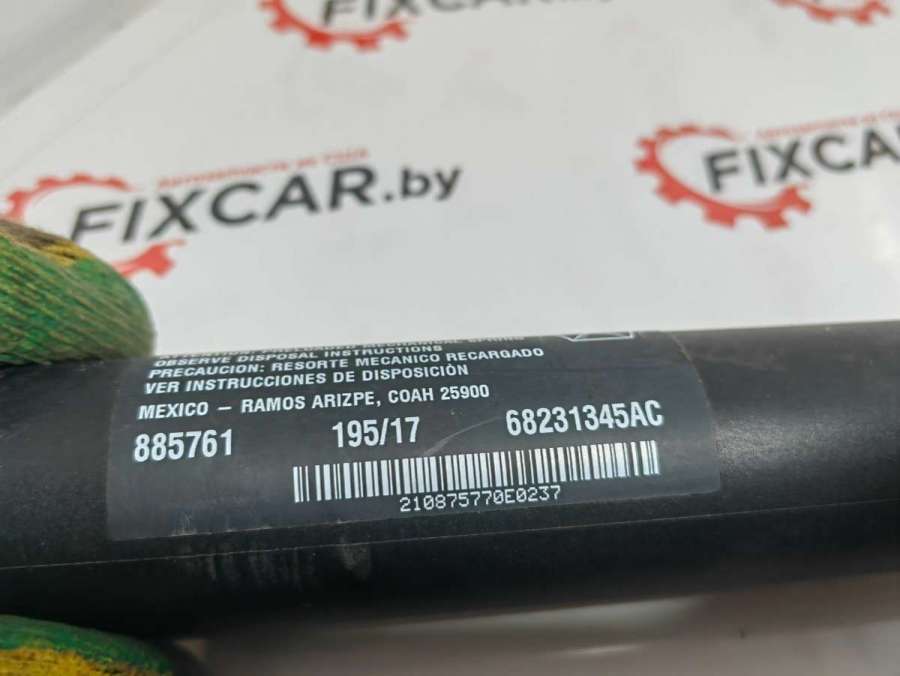 FIXCAR.by
FIXCAR
FIXCAR.by
OBSERVE DISPOSAL INSTRUCTIONS
PRECAUCION: RESORTE MECANICO RECARGADO
VER INSTRUCCIONES DE DISPOSICIÓN
MEXICO – RAMOS ARIZPE, COAH 25900
885761 195/17 68231345AC
210875770E0237